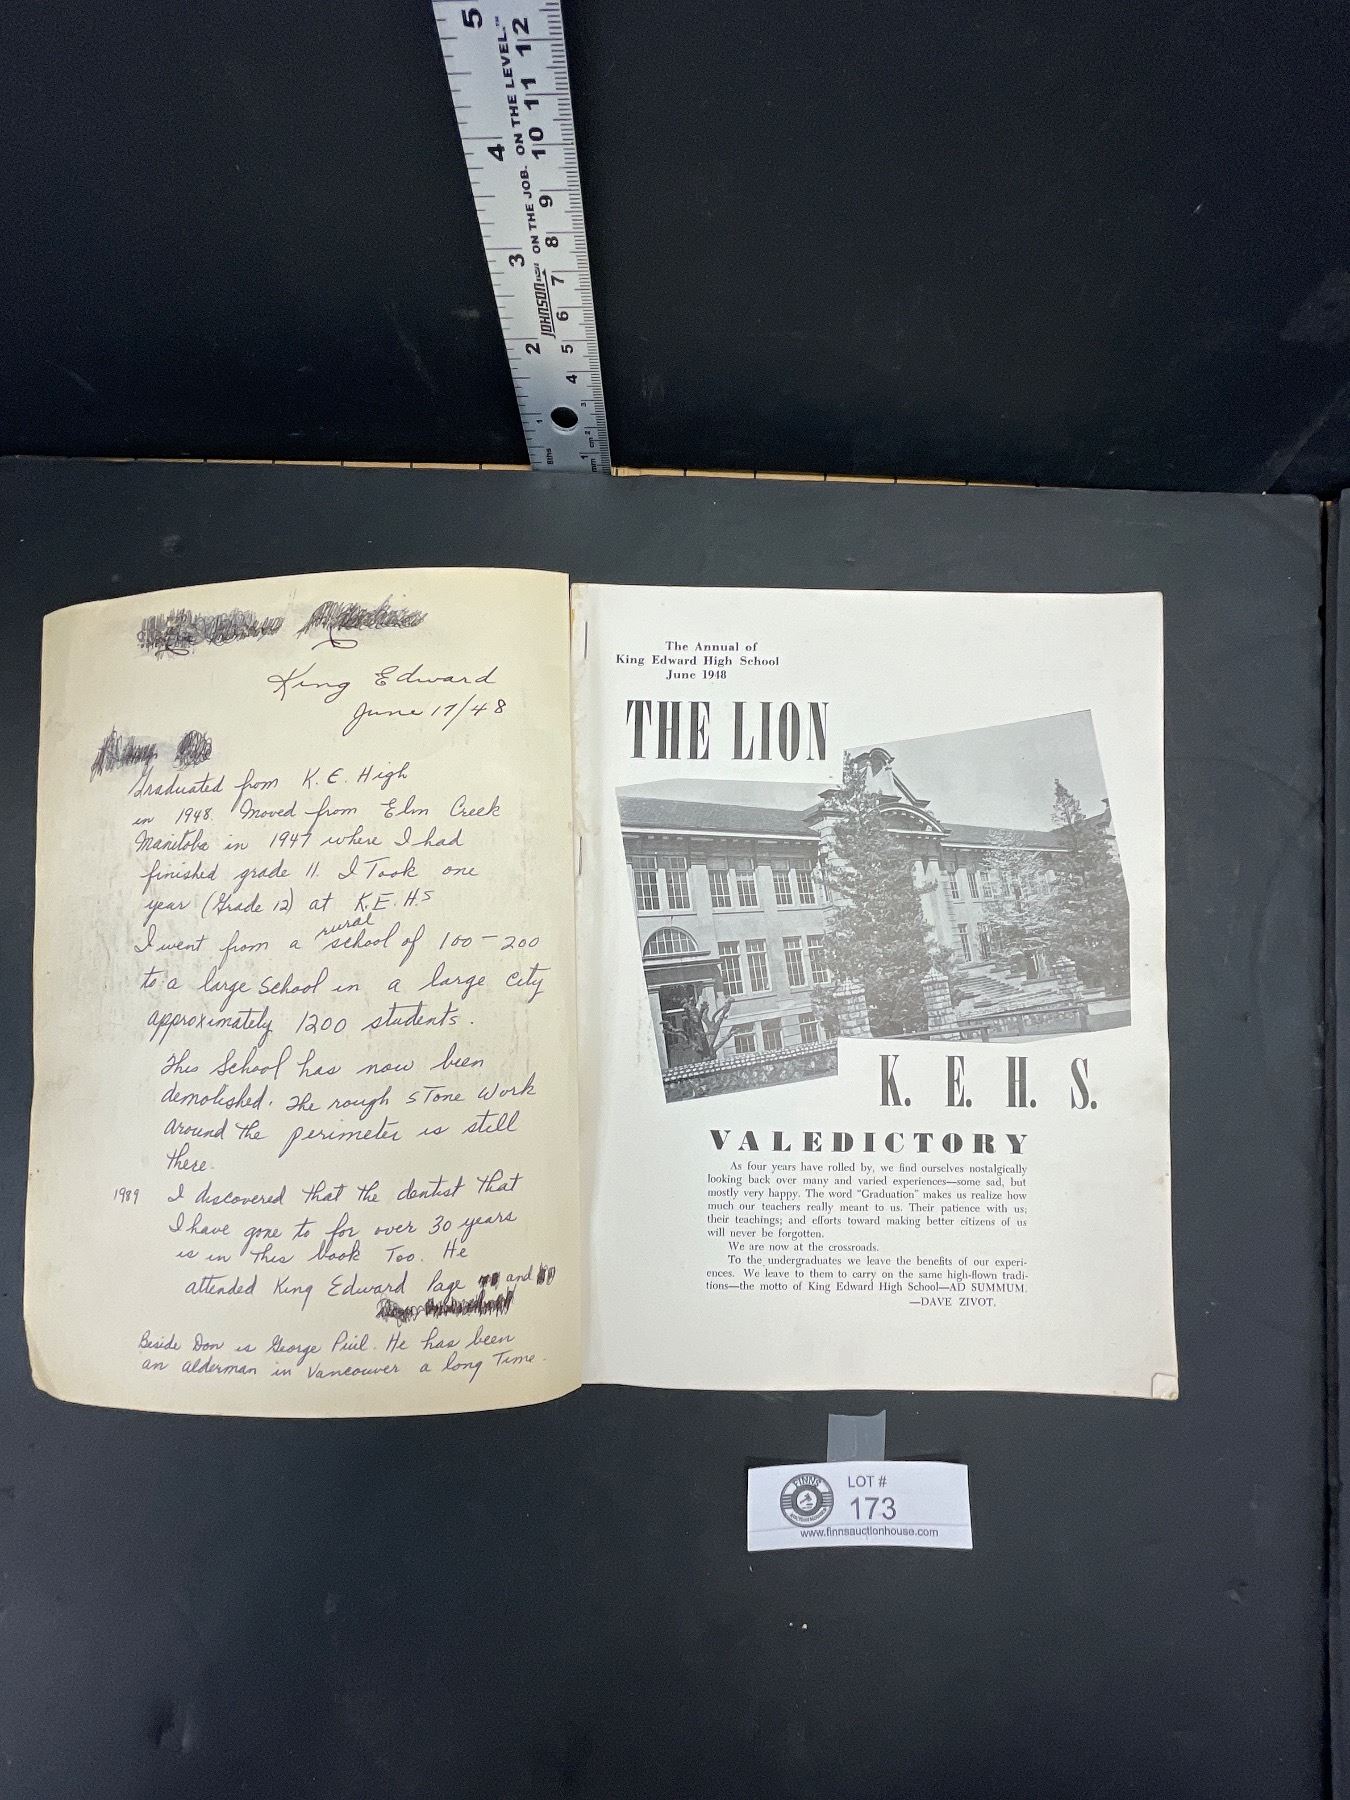 5
4
3
2
1
8ths
12
11
10
9
8
7
6
5
4
3
2
1
cm
mm
JOHNSON ON THE JOB. ON THE LEVEL.™
King Edward
June 17/48
Graduated from K.E. High
in 1948. Moved from Elm Creek
Manitoba in 1947 where I had
finished grade 11. I Took one
year (Grade 12) at K.E.H.S
rural
I went from a school of 100 - 200
to a large School in a large city
approximately 1200 students.
This School has now been
demolished. The rough sTone work
around The perimeter is still
There.
1989 I discovered That the dentist That
I have gone to for over 30 years
is in This book Too. He
attended King Edward Page and
Beside Don is George Puil. He has been
an alderman in Vancouver a long Time.
The Annual of
King Edward High School
June 1948
THE LION
K. E. H. S.
VALEDICTORY
As four years have rolled by, we find ourselves nostalgically
looking back over many and varied experiences—some sad, but
mostly very happy. The word "Graduation" makes us realize how
much our teachers really meant to us. Their patience with us;
their teachings; and efforts toward making better citizens of us
will never be forgotten.
We are now at the crossroads.
To the undergraduates we leave the benefits of our experi-
ences. We leave to them to carry on the same high-flown tradi-
tions—the motto of King Edward High School—AD SUMMUM.
—DAVE ZIVOT.
FINNS
LOT #
173
www.finnsauctionhouse.com